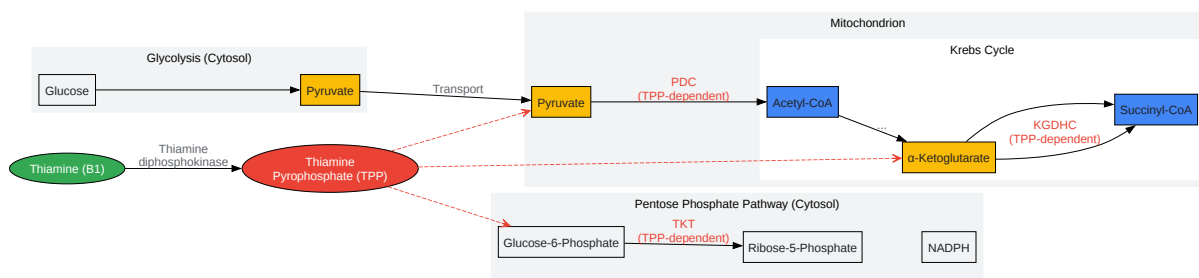 Mitochondrion
Glycolysis (Cytosol)
Krebs Cycle
Glucose
Pyruvate
Transport
Pyruvate
PDC
(TPP-dependent)
Acetyl-CoA
...
Succinyl-CoA
KGDHC
(TPP-dependent)
α-Ketoglutarate
Thiamine (B1)
Thiamine
diphosphokinase
Thiamine
Pyrophosphate (TPP)
Pentose Phosphate Pathway (Cytosol)
Glucose-6-Phosphate
TKT
(TPP-dependent)
Ribose-5-Phosphate
NADPH